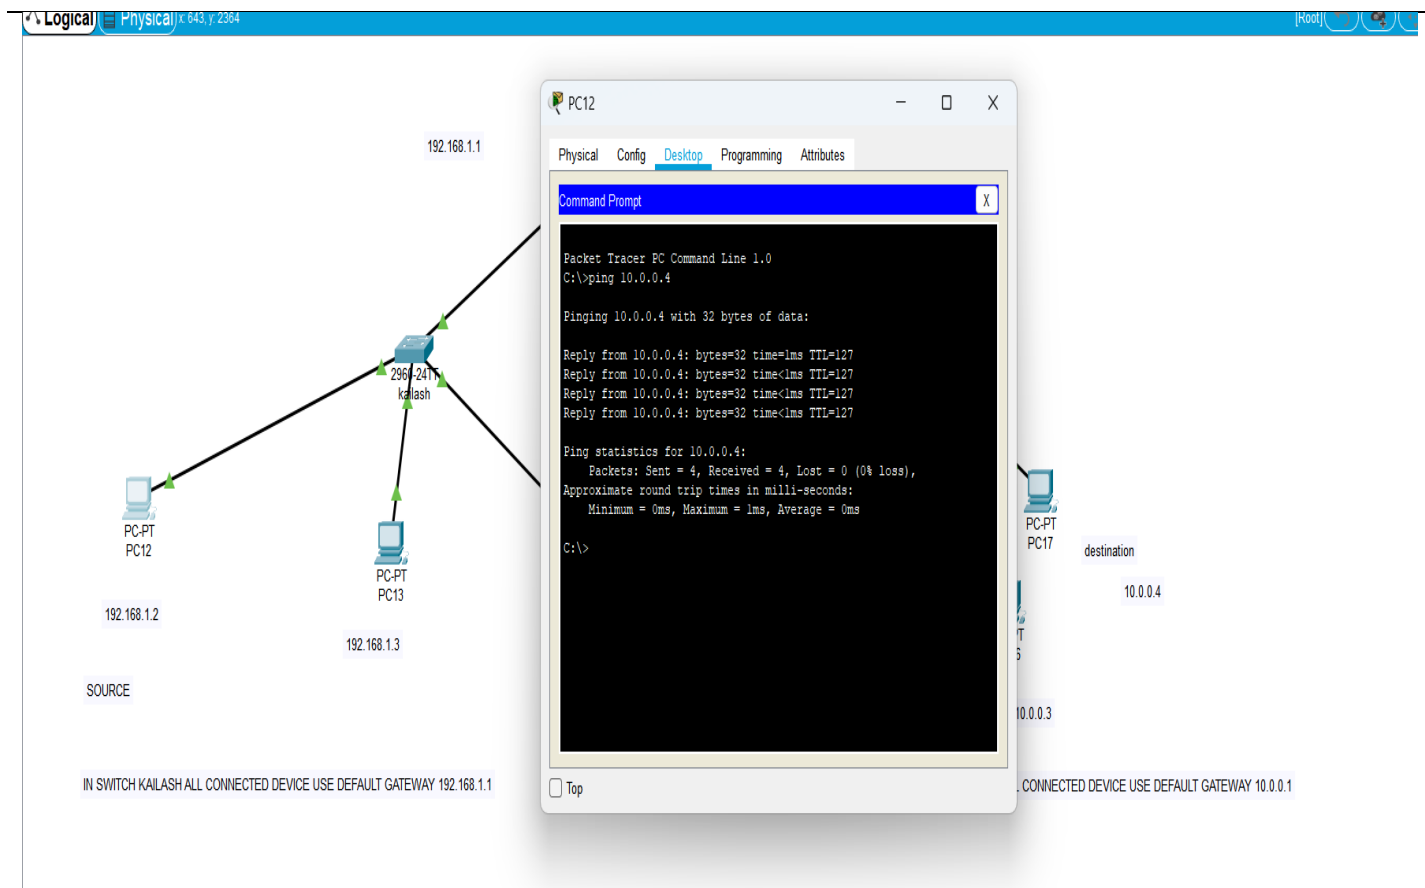 Logical Physical x: 643, y: 2364 [Root]
192.168.1.1
2960-24TT
kailash
PC-PT
PC12
192.168.1.2
SOURCE
PC-PT
PC13
192.168.1.3
IN SWITCH KAILASH ALL CONNECTED DEVICE USE DEFAULT GATEWAY 192.168.1.1
PC12
Physical Config Desktop Programming Attributes
Command Prompt X
Packet Tracer PC Command Line 1.0
C:\>ping 10.0.0.4
Pinging 10.0.0.4 with 32 bytes of data:
Reply from 10.0.0.4: bytes=32 time=1ms TTL=127
Reply from 10.0.0.4: bytes=32 time<1ms TTL=127
Reply from 10.0.0.4: bytes=32 time<1ms TTL=127
Reply from 10.0.0.4: bytes=32 time<1ms TTL=127
Ping statistics for 10.0.0.4:
Packets: Sent = 4, Received = 4, Lost = 0 (0% loss),
Approximate round trip times in milli-seconds:
Minimum = 0ms, Maximum = 1ms, Average = 0ms
C:\>
Top
PC-PT
PC17
destination
10.0.0.4
10.0.0.3
CONNECTED DEVICE USE DEFAULT GATEWAY 10.0.0.1